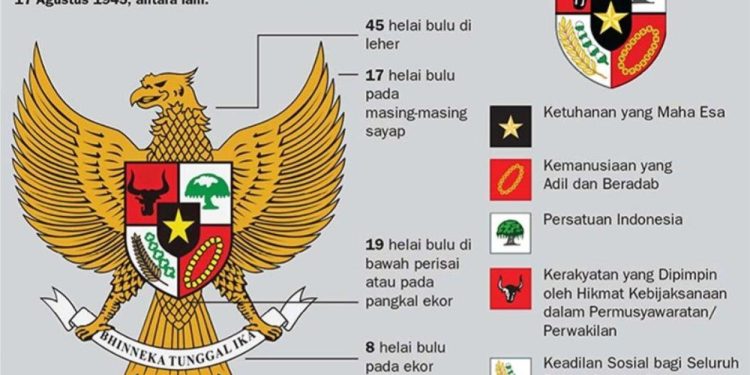 17 Agustus 1945, antara lain:
45 helai bulu di
leher
17 helai bulu
pada
masing-masing
sayap
19 helai bulu di
bawah perisai
atau pada
pangkal ekor
8 helai bulu
pada ekor
BHINNEKA TUNGGAL IKA
Ketuhanan yang Maha Esa
Kemanusiaan yang
Adil dan Beradab
Persatuan Indonesia
Kerakyatan yang Dipimpin
oleh Hikmat Kebijaksanaan
dalam Permusyawaratan/
Perwakilan
Keadilan Sosial bagi Seluruh